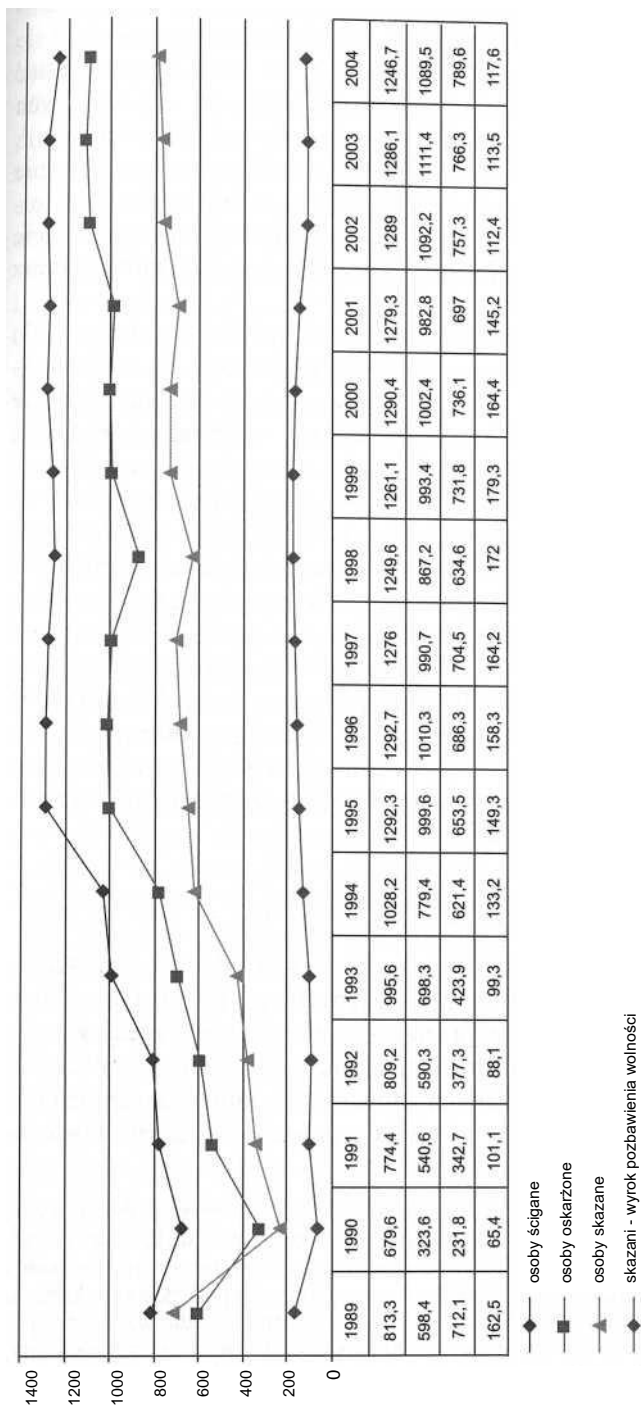 1400
1200
1000
800
600
400
200
0
1989 1990 1991 1992 1993 1994 1995 1996 1997 1998 1999 2000 2001 2002 2003 2004
813,3 679,6 774,4 809,2 995,6 1028,2 1292,3 1292,7 1276 1249,6 1261,1 1290,4 1279,3 1289 1286,1 1246,7
598,4 323,6 540,6 590,3 698,3 779,4 999,6 1010,3 990,7 867,2 993,4 1002,4 982,8 1092,2 1111,4 1089,5
712,1 231,8 342,7 377,3 423,9 621,4 653,5 686,3 704,5 634,6 731,8 736,1 697 757,3 766,3 789,6
162,5 65,4 101,1 88,1 99,3 133,2 149,3 158,3 164,2 172 179,3 164,4 145,2 112,4 113,5 117,6
osoby ścigane
osoby oskarżone
osoby skazane
skazani - wyrok pozbawienia wolności